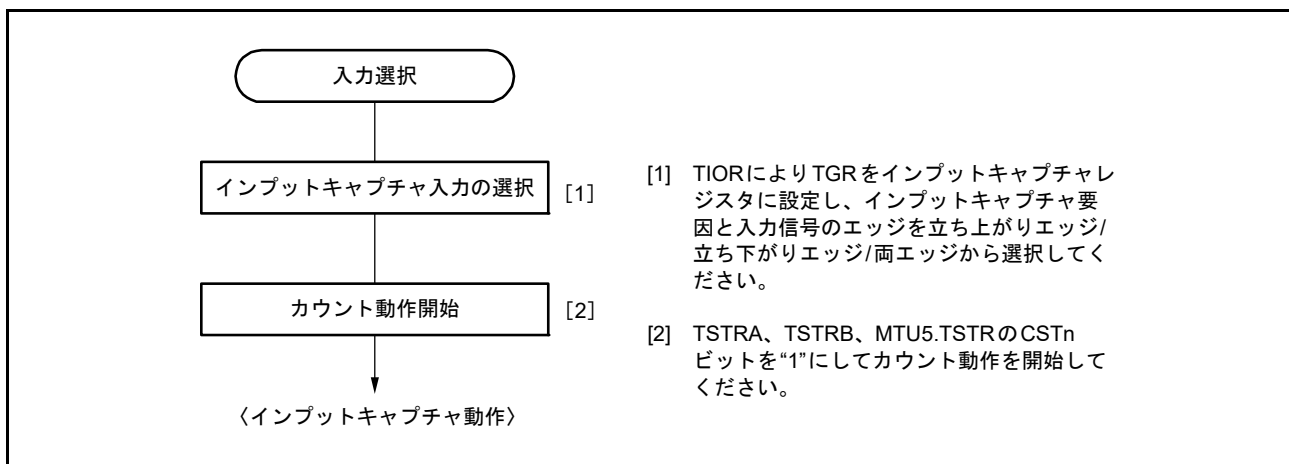 入力選択
インプットキャプチャ入力の選択
[1]
[1] TIORによりTGRをインプットキャプチャレ
ジスタに設定し、インプットキャプチャ要
因と入力信号のエッジを立ち上がりエッジ/
立ち下がりエッジ/両エッジから選択してく
ださい。
カウント動作開始
[2]
[2] TSTRA、TSTRB、MTU5.TSTRのCSTn
ビットを“1”にしてカウント動作を開始して
ください。
〈インプットキャプチャ動作〉